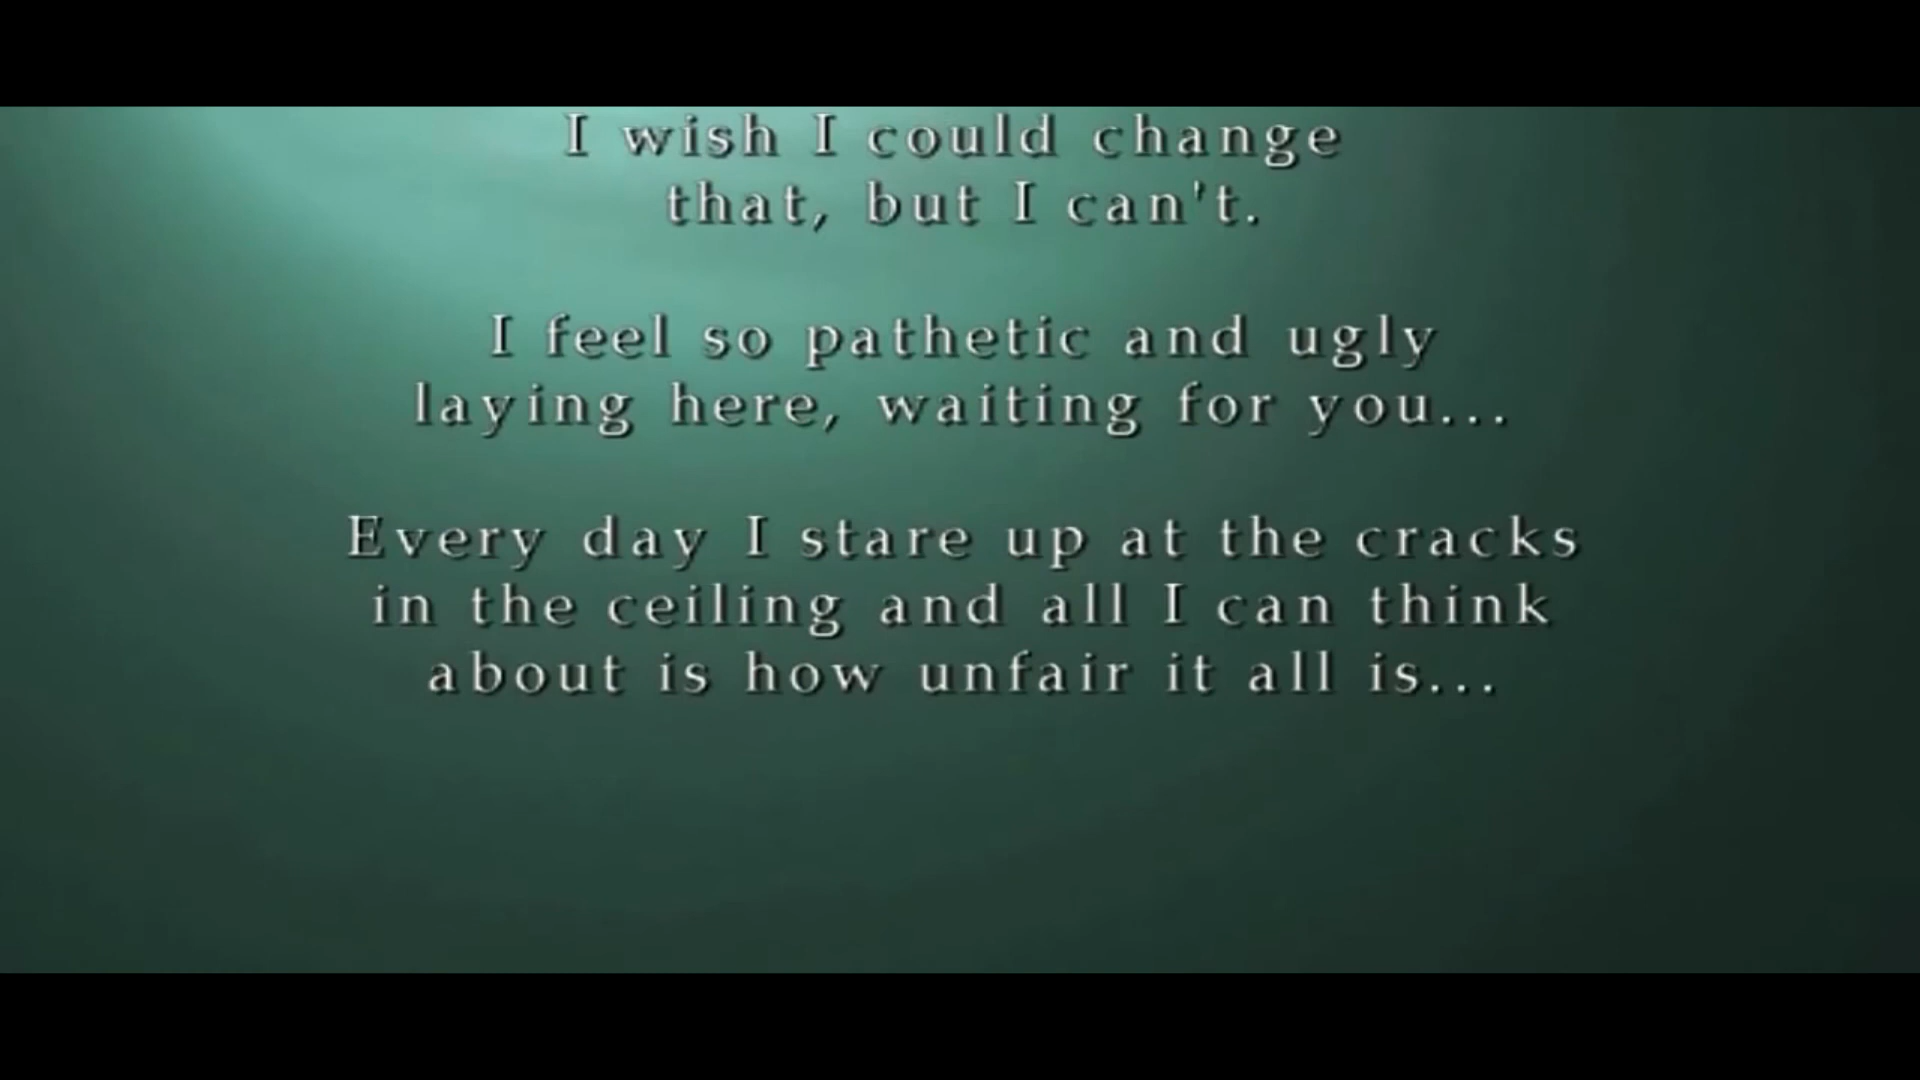 I wish I could change
that, but I can't.
I feel so pathetic and ugly
laying here, waiting for you...
Every day I stare up at the cracks
in the ceiling and all I can think
about is how unfair it all is...